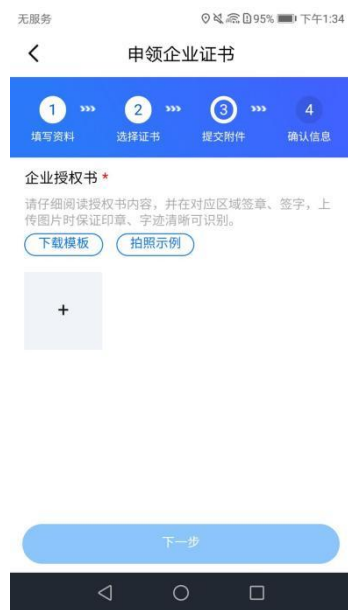 无服务 95% 下午1:34
申领企业证书
1 2 3 4
填写资料 选择证书 提交附件 确认信息
企业授权书 *
请仔细阅读授权书内容，并在对应区域签章、签字，上
传图片时保证印章、字迹清晰可识别。
下载模板 拍照示例
+
下一步